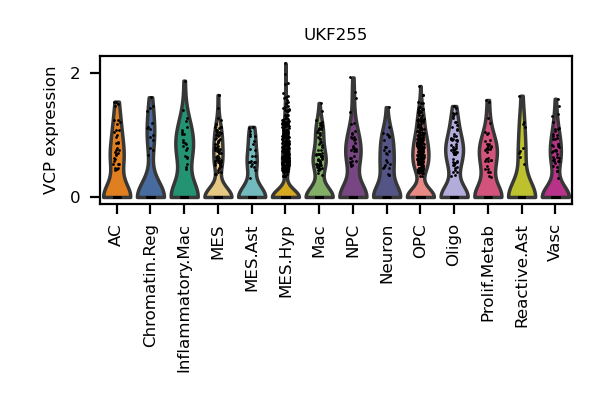 UKF255
VCP expression
2
0
AC
Chromatin.Reg
Inflammatory.Mac
MES
MES.Ast
MES.Hyp
Mac
NPC
Neuron
OPC
Oligo
Prolif.Metab
Reactive.Ast
Vasc